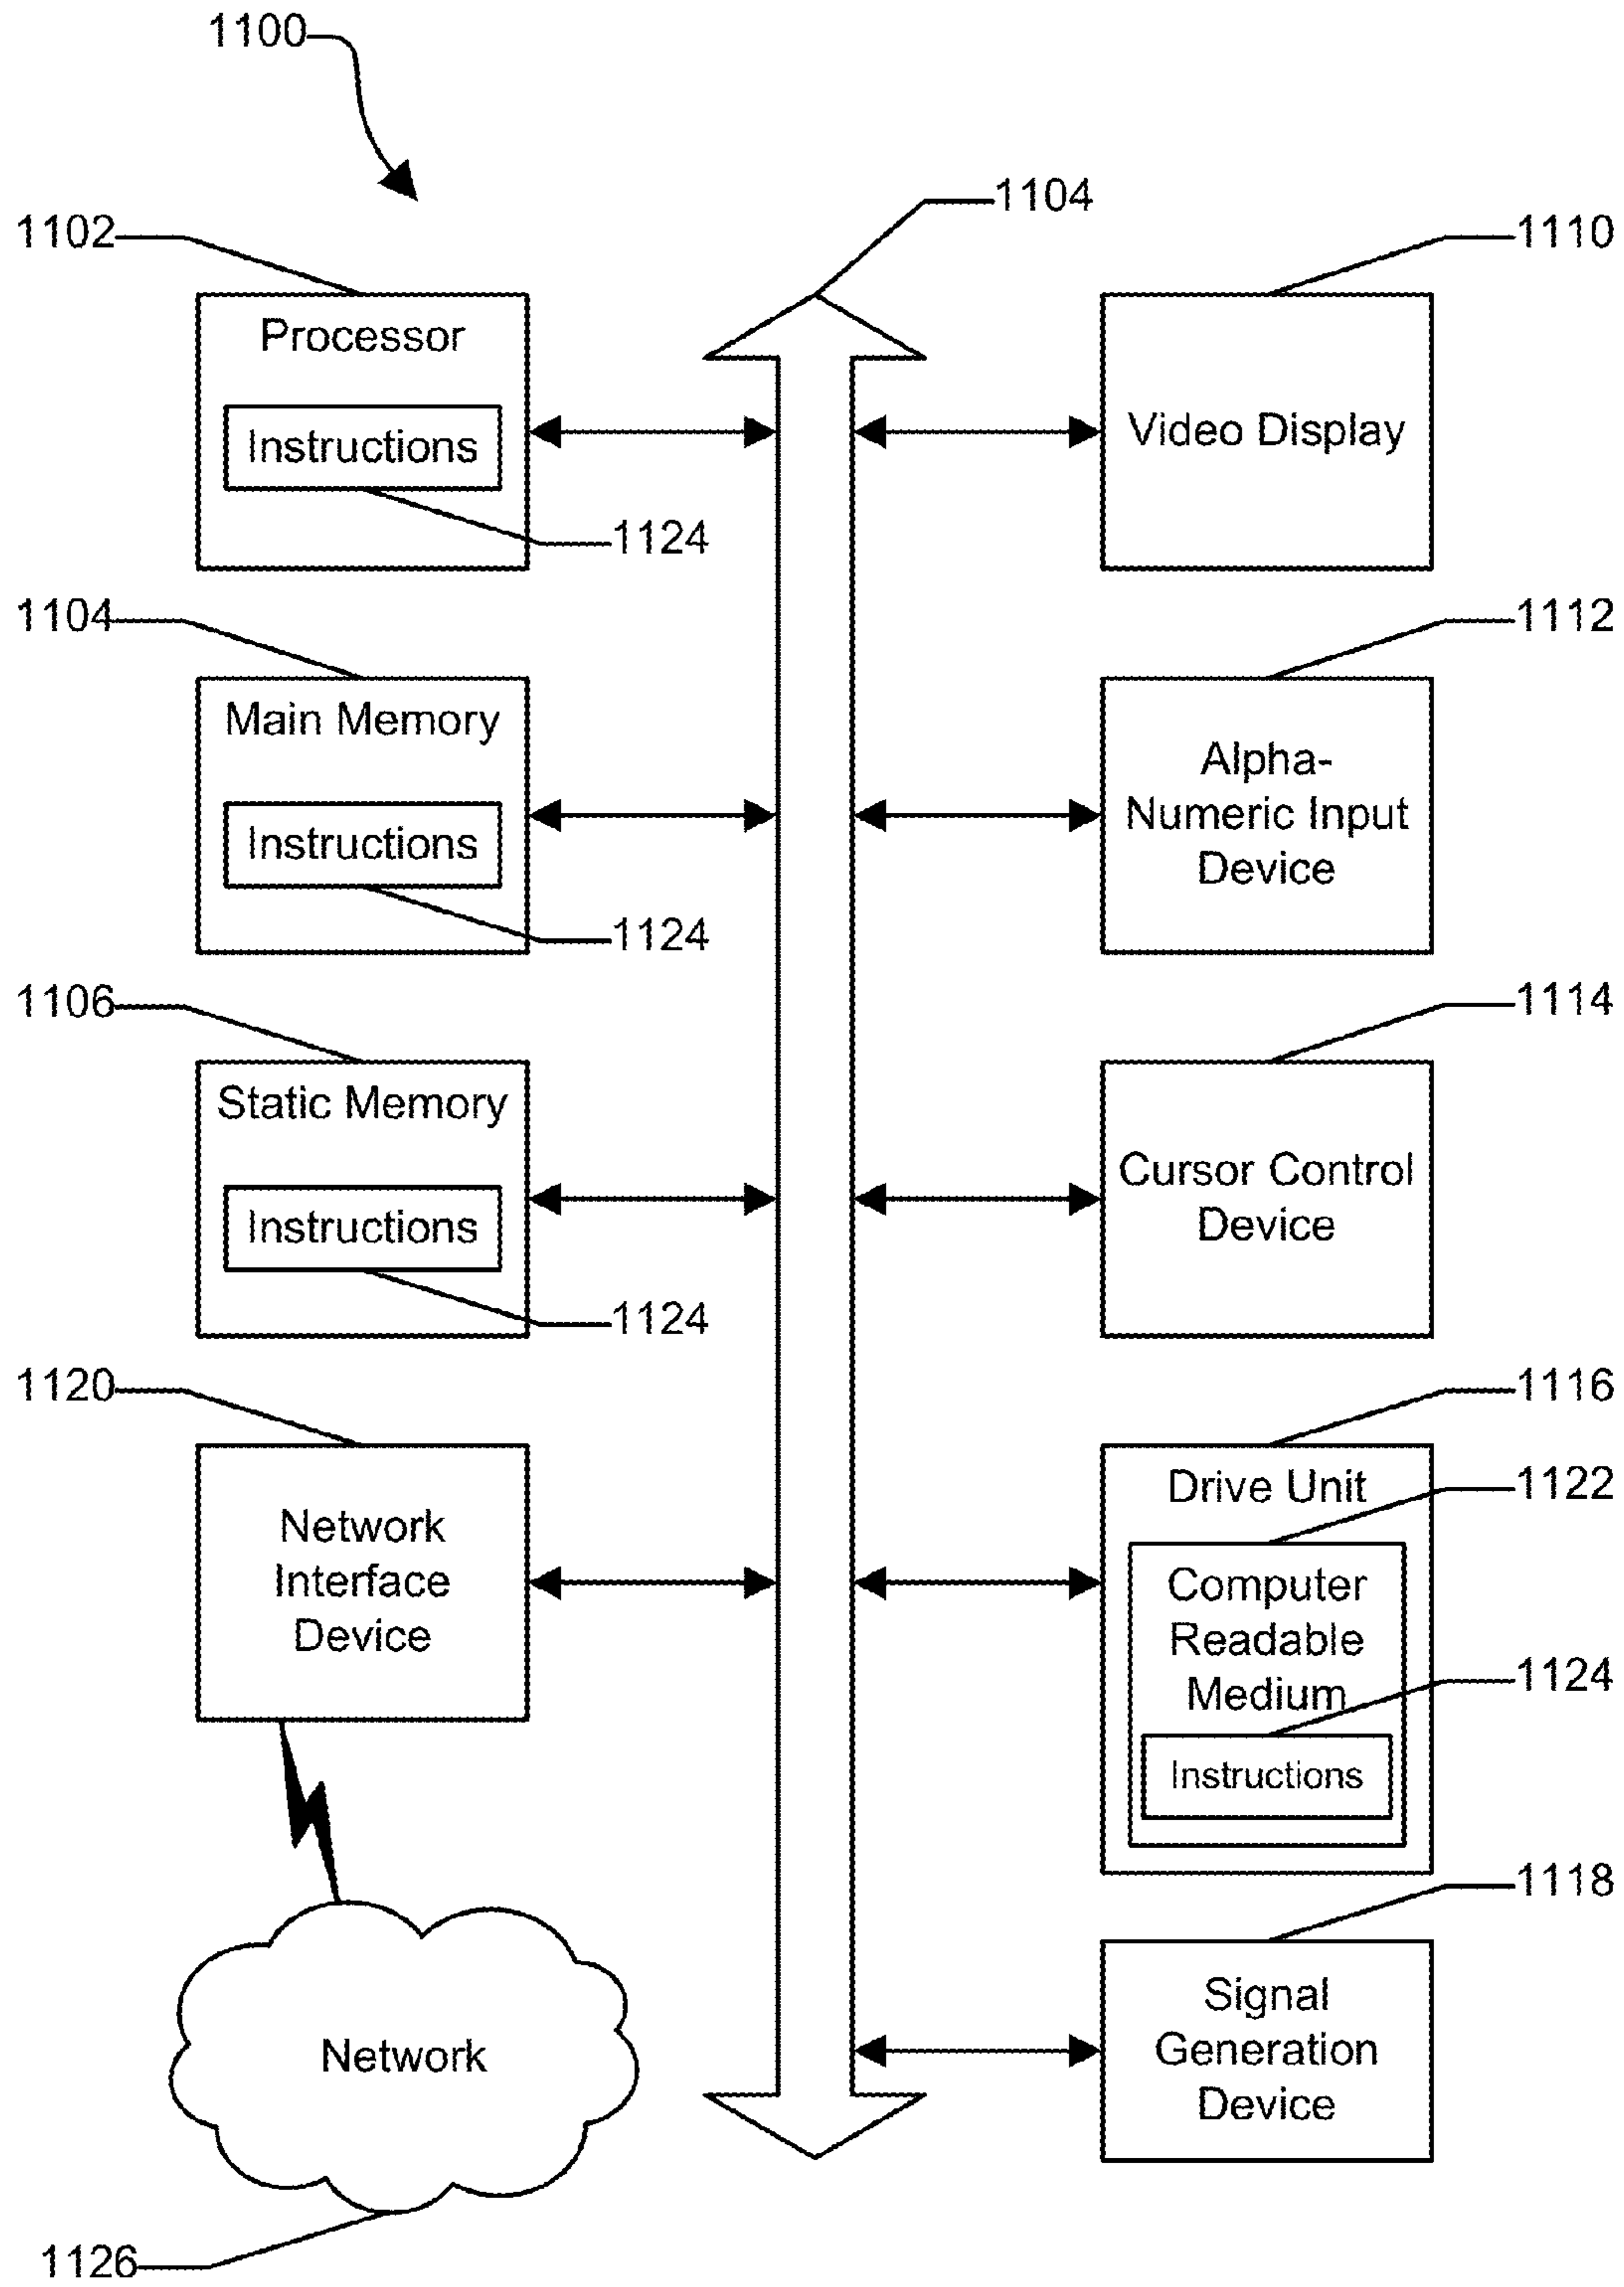 1100
1104
1102
1110
Processor
Instructions
1124
Video Display
1104
1112
Main Memory
Instructions
1124
Alpha-
Numeric Input
Device
1106
1114
Static Memory
Instructions
1124
Cursor Control
Device
1120
1116
Network
Interface
Device
Drive Unit
1122
Computer
Readable
Medium
1124
Instructions
1118
Signal
Generation
Device
Network
1126